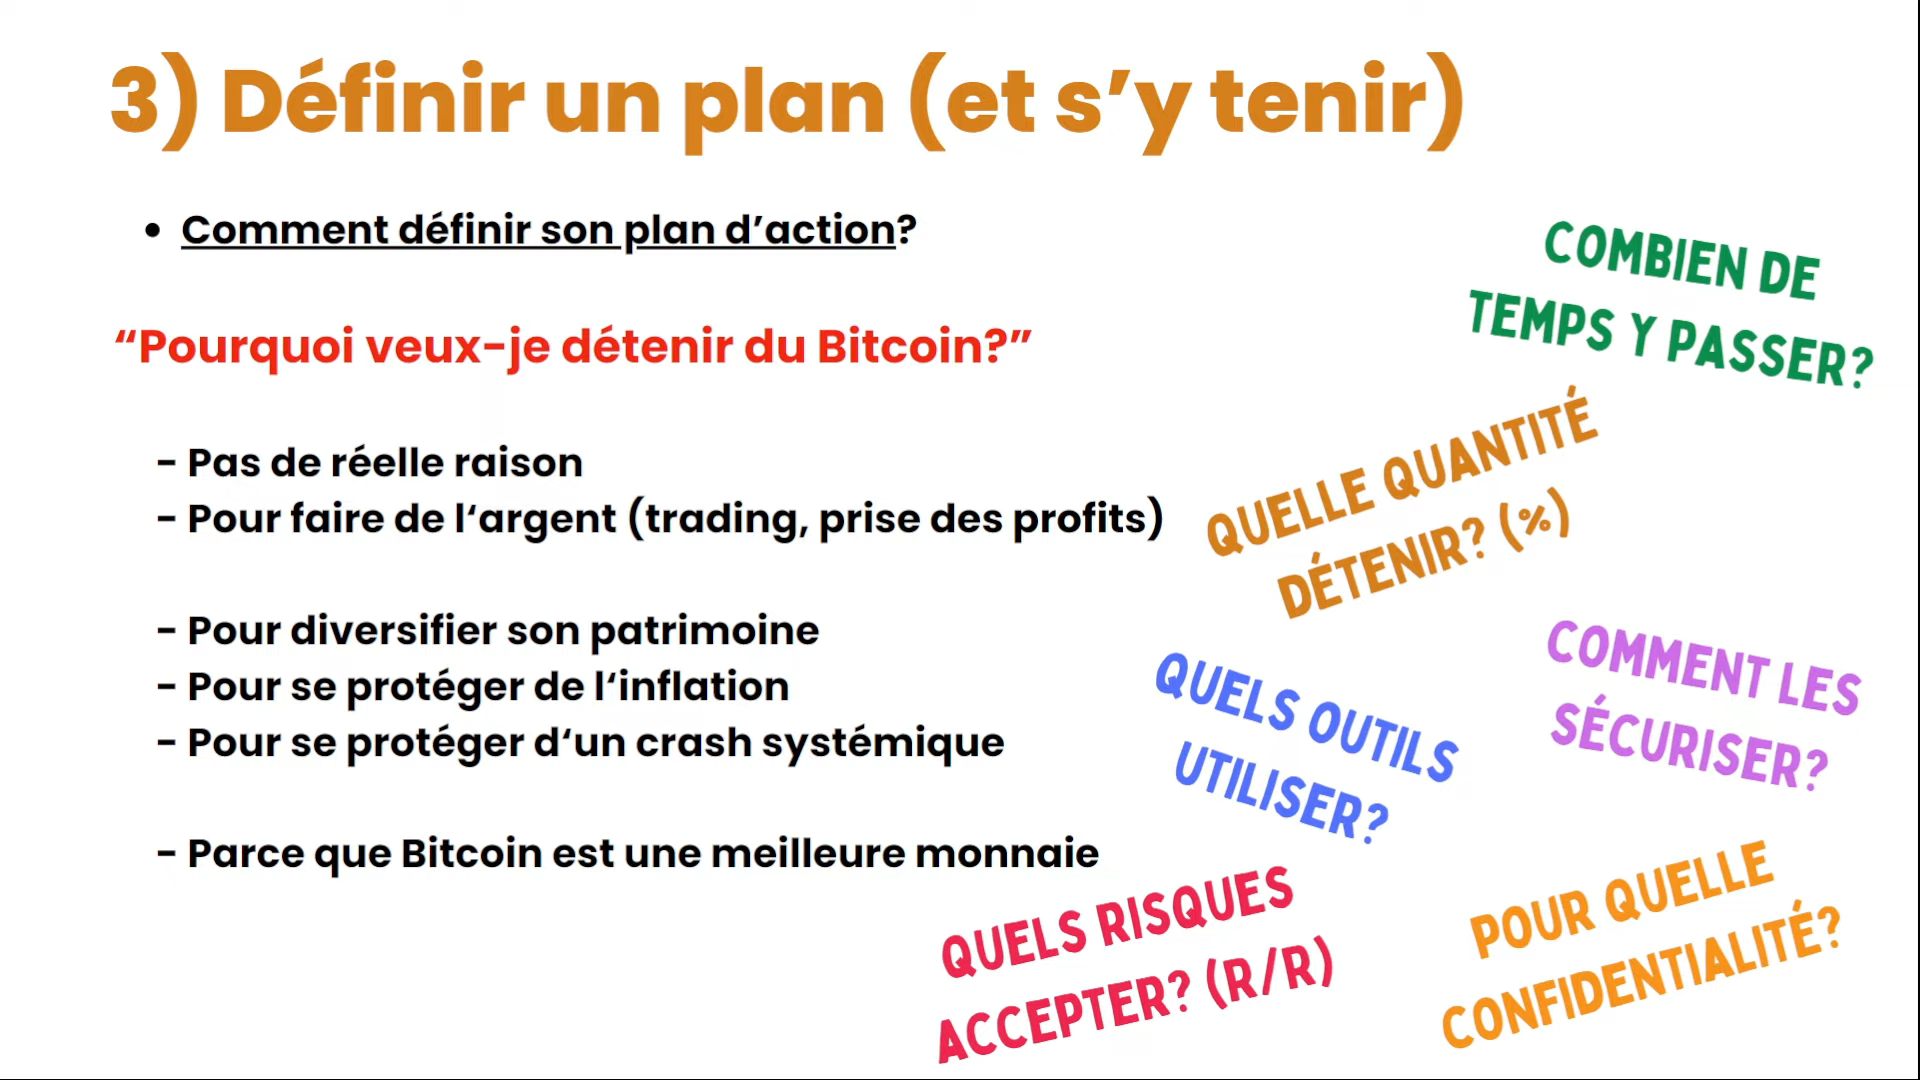 3) Définir un plan (et s’y tenir)
• Comment définir son plan d’action?
“Pourquoi veux-je détenir du Bitcoin?”
- Pas de réelle raison
- Pour faire de l‘argent (trading, prise des profits)
- Pour diversifier son patrimoine
- Pour se protéger de l‘inflation
- Pour se protéger d‘un crash systémique
- Parce que Bitcoin est une meilleure monnaie
COMBIEN DE
TEMPS Y PASSER?
QUELLE QUANTITÉ
DÉTENIR? (%)
QUELS OUTILS
UTILISER?
COMMENT LES
SÉCURISER?
QUELS RISQUES
ACCEPTER? (R/R)
POUR QUELLE
CONFIDENTIALITÉ?